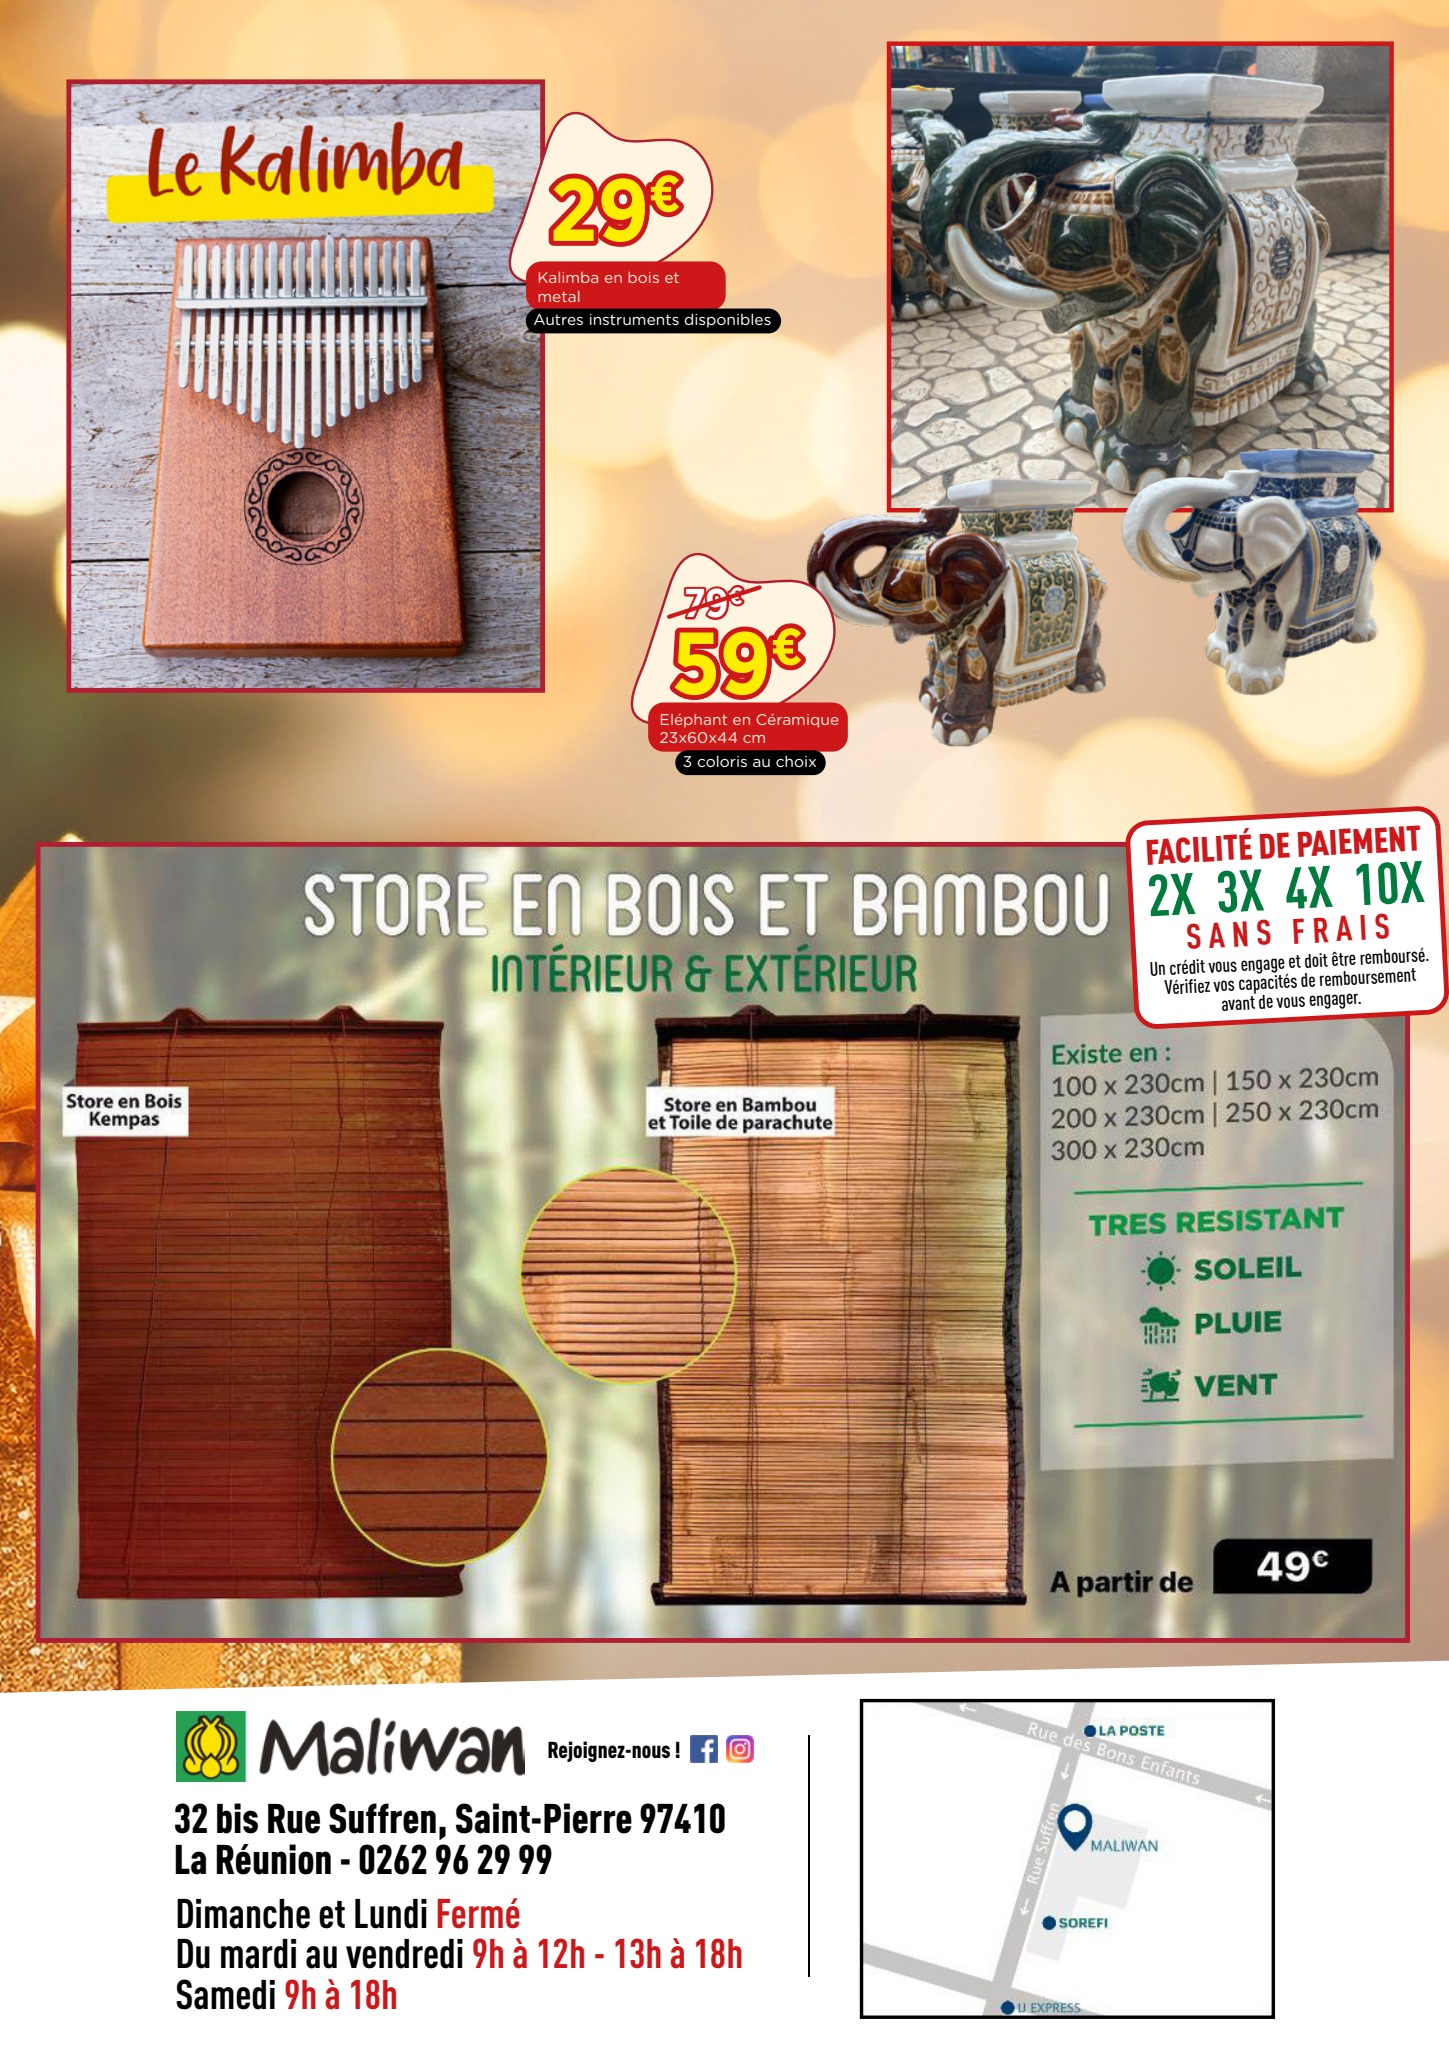 Le Kalimba
29€
Kalimba en bois et
metal
Autres instruments disponibles
79€
59€
Eléphant en Céramique
23x60x44 cm
3 coloris au choix
FACILITÉ DE PAIEMENT
2X 3X 4X 10X
SANS FRAIS
Un crédit vous engage et doit être remboursé.
Vérifiez vos capacités de remboursement
avant de vous engager.
STORE EN BOIS ET BAMBOU
INTÉRIEUR & EXTÉRIEUR
Store en Bois
Kempas
Store en Bambou
et Toile de parachute
Existe en :
100 x 230cm | 150 x 230cm
200 x 230cm | 250 x 230cm
300 x 230cm
TRES RESISTANT
SOLEIL
PLUIE
VENT
A partir de 49€
Maliwan
Rejoignez-nous !
32 bis Rue Suffren, Saint-Pierre 97410
La Réunion - 0262 96 29 99
Dimanche et Lundi Fermé
Du mardi au vendredi 9h à 12h - 13h à 18h
Samedi 9h à 18h
LA POSTE
Rue des Bons Enfants
Rue Suffren
MALIWAN
SOREFI
U EXPRESS